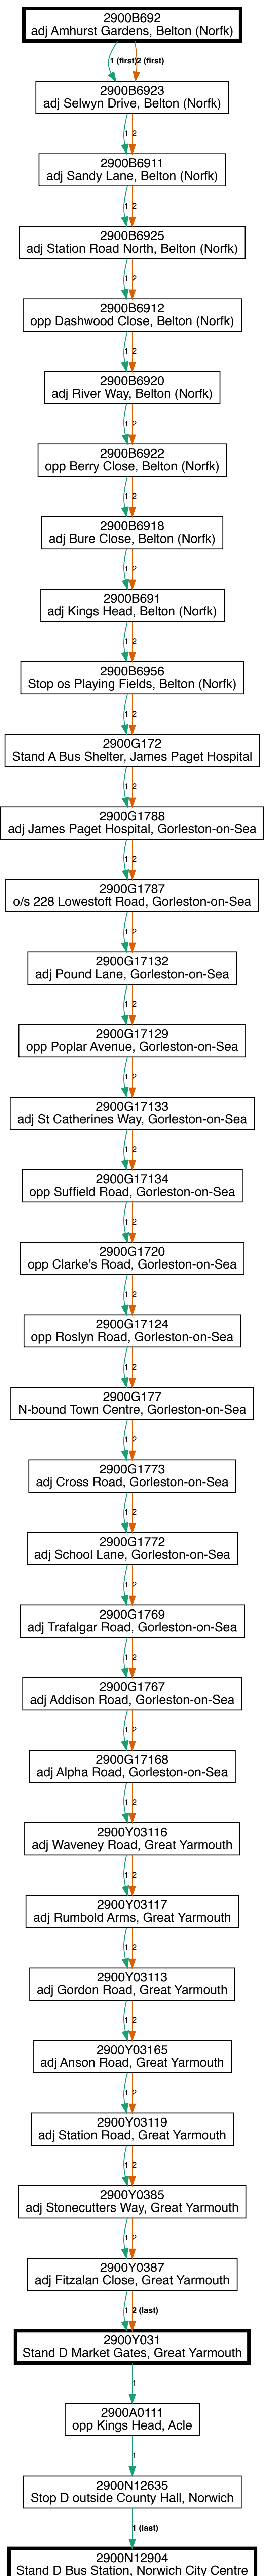 2900B692
adj Amhurst Gardens, Belton (Norfk)
1 (first) 2 (first)
2900B6923
adj Selwyn Drive, Belton (Norfk)
1 2
2900B6911
adj Sandy Lane, Belton (Norfk)
1 2
2900B6925
adj Station Road North, Belton (Norfk)
1 2
2900B6912
opp Dashwood Close, Belton (Norfk)
1 2
2900B6920
adj River Way, Belton (Norfk)
1 2
2900B6922
opp Berry Close, Belton (Norfk)
1 2
2900B6918
adj Bure Close, Belton (Norfk)
1 2
2900B691
adj Kings Head, Belton (Norfk)
1 2
2900B6956
Stop os Playing Fields, Belton (Norfk)
1 2
2900G172
Stand A Bus Shelter, James Paget Hospital
1 2
2900G1788
adj James Paget Hospital, Gorleston-on-Sea
1 2
2900G1787
o/s 228 Lowestoft Road, Gorleston-on-Sea
1 2
2900G17132
adj Pound Lane, Gorleston-on-Sea
1 2
2900G17129
opp Poplar Avenue, Gorleston-on-Sea
1 2
2900G17133
adj St Catherines Way, Gorleston-on-Sea
1 2
2900G17134
opp Suffield Road, Gorleston-on-Sea
1 2
2900G1720
opp Clarke's Road, Gorleston-on-Sea
1 2
2900G17124
opp Roslyn Road, Gorleston-on-Sea
1 2
2900G177
N-bound Town Centre, Gorleston-on-Sea
1 2
2900G1773
adj Cross Road, Gorleston-on-Sea
1 2
2900G1772
adj School Lane, Gorleston-on-Sea
1 2
2900G1769
adj Trafalgar Road, Gorleston-on-Sea
1 2
2900G1767
adj Addison Road, Gorleston-on-Sea
1 2
2900G17168
adj Alpha Road, Gorleston-on-Sea
1 2
2900Y03116
adj Waveney Road, Great Yarmouth
1 2
2900Y03117
adj Rumbold Arms, Great Yarmouth
1 2
2900Y03113
adj Gordon Road, Great Yarmouth
1 2
2900Y03165
adj Anson Road, Great Yarmouth
1 2
2900Y03119
adj Station Road, Great Yarmouth
1 2
2900Y0385
adj Stonecutters Way, Great Yarmouth
1 2
2900Y0387
adj Fitzalan Close, Great Yarmouth
1 2 (last)
2900Y031
Stand D Market Gates, Great Yarmouth
1
2900A0111
opp Kings Head, Acle
1
2900N12635
Stop D outside County Hall, Norwich
1 (last)
2900N12904
Stand D Bus Station, Norwich City Centre